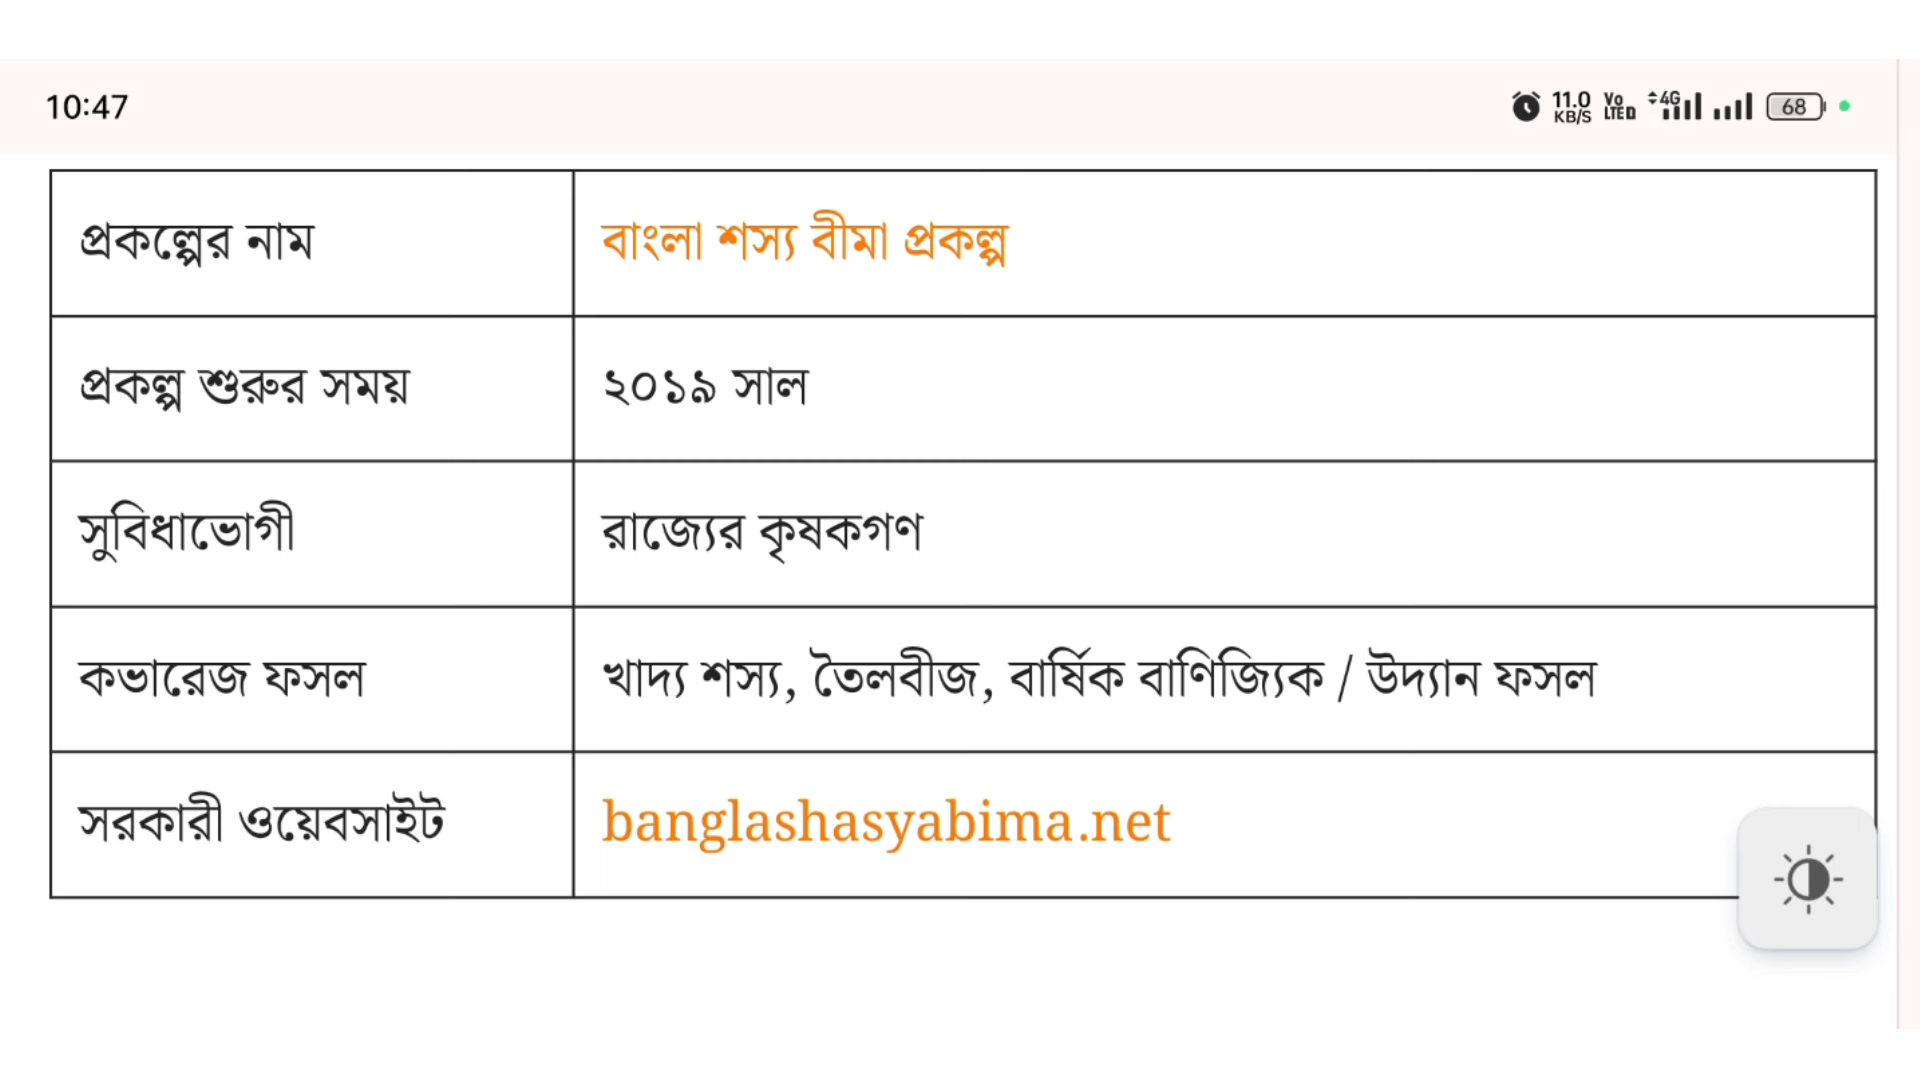 10:47
11.0 KB/S Vo LTE D 4G 68
প্রকল্পের নাম
বাংলা শস্য বীমা প্রকল্প
প্রকল্প শুরুর সময়
২০১৯ সাল
সুবিধাভোগী
রাজ্যের কৃষকগণ
কভারেজ ফসল
খাদ্য শস্য, তৈলবীজ, বার্ষিক বাণিজ্যিক / উদ্যান ফসল
সরকারী ওয়েবসাইট
banglashasyabima.net